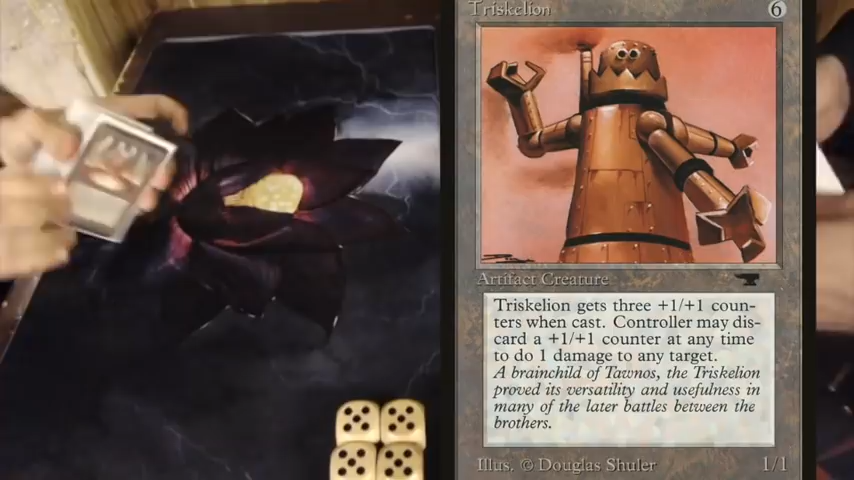 Triskelion 6
Artifact Creature
Triskelion gets three +1/+1 coun-
ters when cast. Controller may dis-
card a +1/+1 counter at any time
to do 1 damage to any target.
A brainchild of Tawnos, the Triskelion
proved its versatility and usefulness in
many of the later battles between the
brothers.
Illus. © Douglas Shuler 1/1